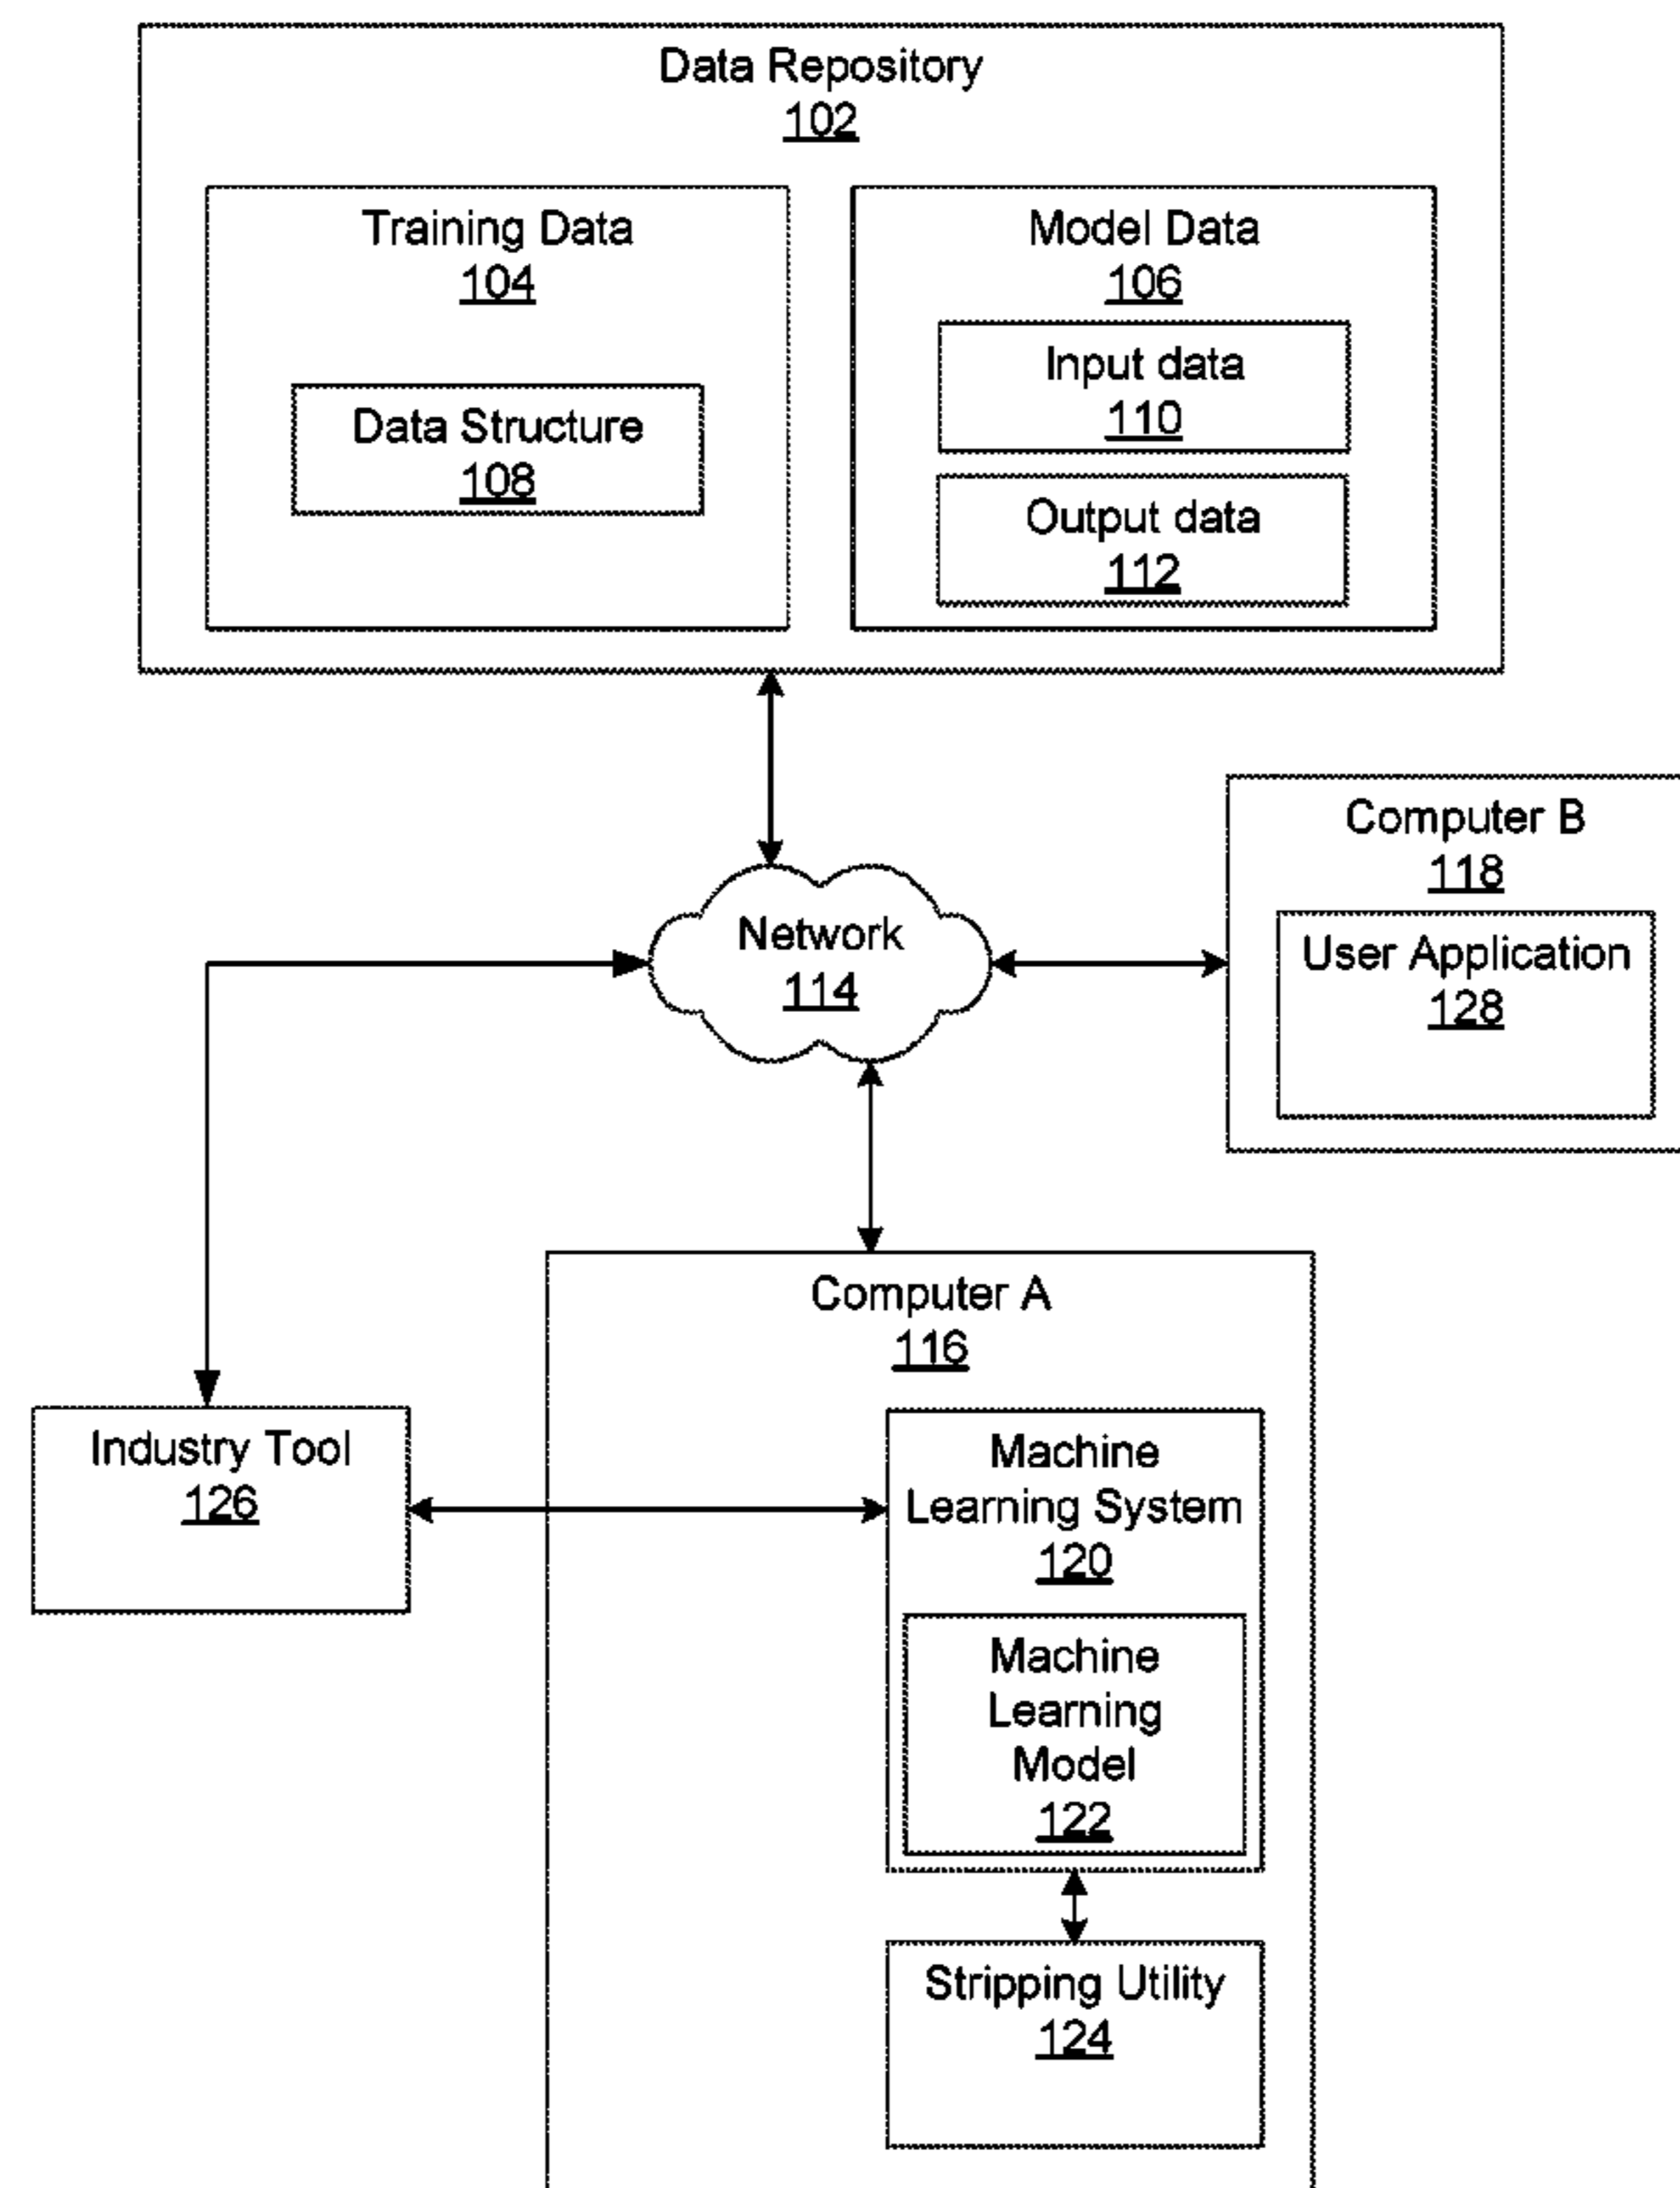 Data Repository
102
Training Data
104
Data Structure
108
Model Data
106
Input data
110
Output data
112
Network
114
Computer B
118
User Application
128
Computer A
116
Industry Tool
126
Machine
Learning System
120
Machine
Learning
Model
122
Stripping Utility
124